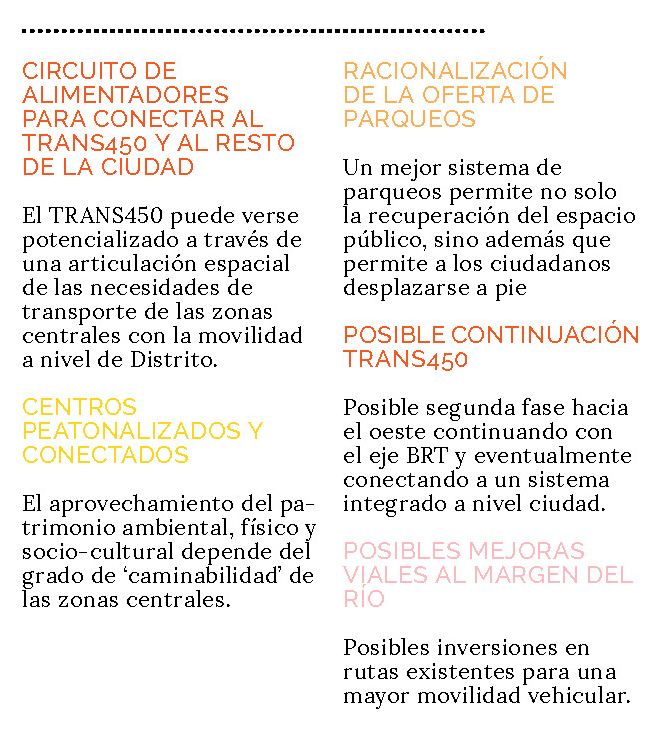 CIRCUITO DE
ALIMENTADORES
PARA CONECTAR AL
TRANS450 Y AL RESTO
DE LA CIUDAD
El TRANS450 puede verse
potencializado a través de
una articulación espacial
de las necesidades de
transporte de las zonas
centrales con la movilidad
a nivel de Distrito.
CENTROS
PEATONALIZADOS Y
CONECTADOS
El aprovechamiento del pa-
trimonio ambiental, físico y
socio-cultural depende del
grado de ‘caminabilidad’ de
las zonas centrales.
RACIONALIZACIÓN
DE LA OFERTA DE
PARQUEOS
Un mejor sistema de
parqueos permite no solo
la recuperación del espacio
público, sino además que
permite a los ciudadanos
desplazarse a pie
POSIBLE CONTINUACIÓN
TRANS450
Posible segunda fase hacia
el oeste continuando con
el eje BRT y eventualmente
conectando a un sistema
integrado a nivel ciudad.
POSIBLES MEJORAS
VIALES AL MARGEN DEL
RÍO
Posibles inversiones en
rutas existentes para una
mayor movilidad vehicular.